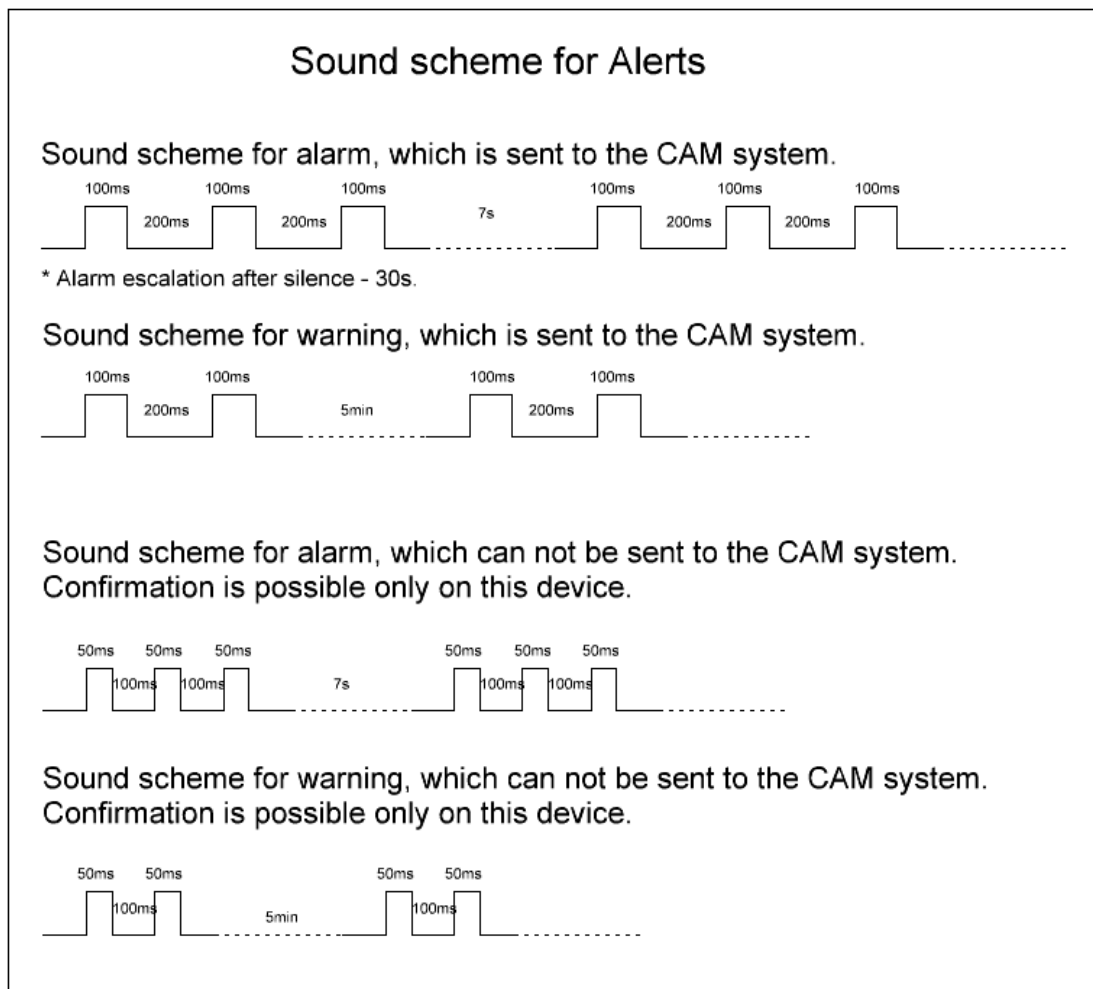 Sound scheme for Alerts
Sound scheme for alarm, which is sent to the CAM system.
100ms 100ms 100ms 100ms 100ms 100ms
200ms 200ms 7s 200ms 200ms
* Alarm escalation after silence - 30s.
Sound scheme for warning, which is sent to the CAM system.
100ms 100ms 100ms 100ms
200ms 5min 200ms
Sound scheme for alarm, which can not be sent to the CAM system.
Confirmation is possible only on this device.
50ms 50ms 50ms 50ms 50ms 50ms
100ms 100ms 7s 100ms 100ms
Sound scheme for warning, which can not be sent to the CAM system.
Confirmation is possible only on this device.
50ms 50ms 50ms 50ms
100ms 5min 100ms